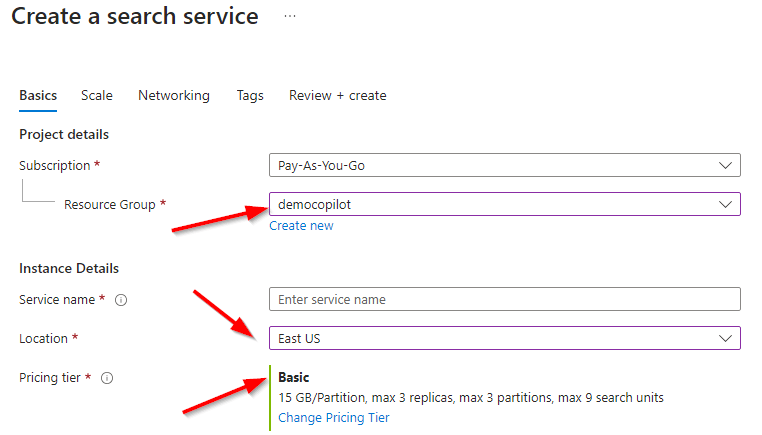 Create a search service ...
Basics Scale Networking Tags Review + create
Project details
Subscription * Pay-As-You-Go
Resource Group * democopilot
Create new
Instance Details
Service name * Enter service name
Location * East US
Pricing tier * Basic
15 GB/Partition, max 3 replicas, max 3 partitions, max 9 search units
Change Pricing Tier